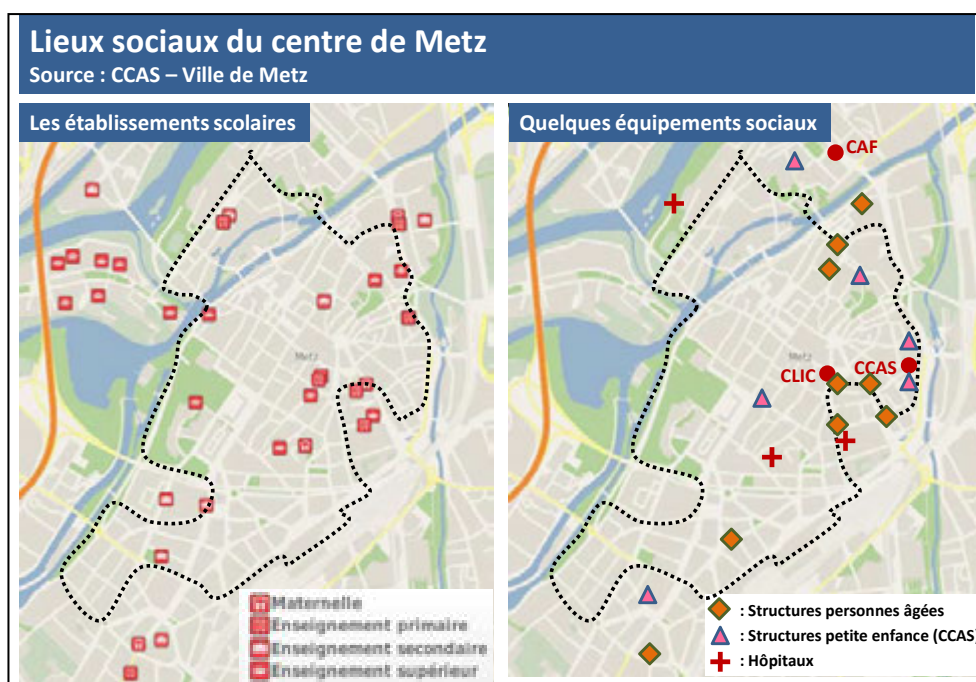 Lieux sociaux du centre de Metz
Source : CCAS – Ville de Metz
Les établissements scolaires
Quelques équipements sociaux
CAF
Metz
Metz
CLIC
CCAS
Maternelle
Enseignement primaire
Enseignement secondaire
Enseignement supérieur
: Structures personnes âgées
: Structures petite enfance (CCAS)
: Hôpitaux